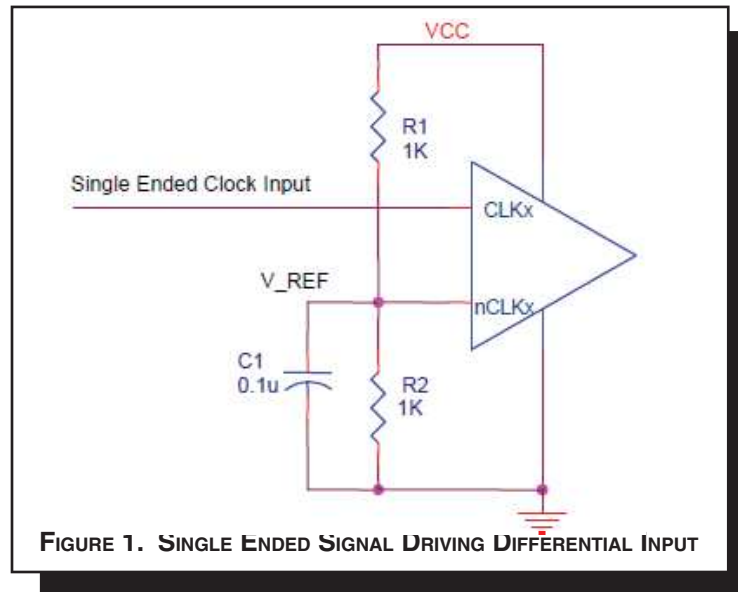 VCC
R1
1K
Single Ended Clock Input
CLKx
V_REF
nCLKx
C1
0.1u
R2
1K
FIGURE 1. SINGLE ENDED SIGNAL DRIVING DIFFERENTIAL INPUT